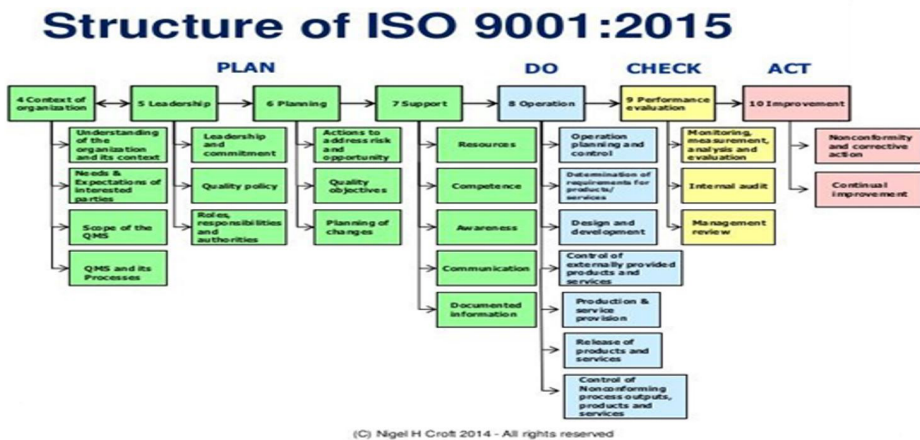 Structure of ISO 9001:2015
PLAN
DO
CHECK
ACT
4 Context of
organization
5 Leadership
6 Planning
7 Support
8 Operation
9 Performance
evaluation
10 Improvement
Understanding
of the
organization
and its context
Needs &
Expectations of
interested
parties
Scope of the
QMS
QMS and its
Processes
Leadership
and
commitment
Quality policy
Roles,
responsibilities
and
authorities
Actions to
address risk
and
opportunity
Quality
objectives
Planning of
changes
Resources
Competence
Awareness
Communication
Documented
information
Operation
planning and
control
Determination of
requirements for
products/
services
Design and
development
Control of
externally provided
products and
services
Production &
service
provision
Release of
products and
services
Control of
Nonconforming
process outputs,
products and
services
Monitoring,
measurement,
analysis and
evaluation
Internal audit
Management
review
Nonconformity
and corrective
action
Continual
improvement
(C) Nigel H Croft 2014 - All rights reserved